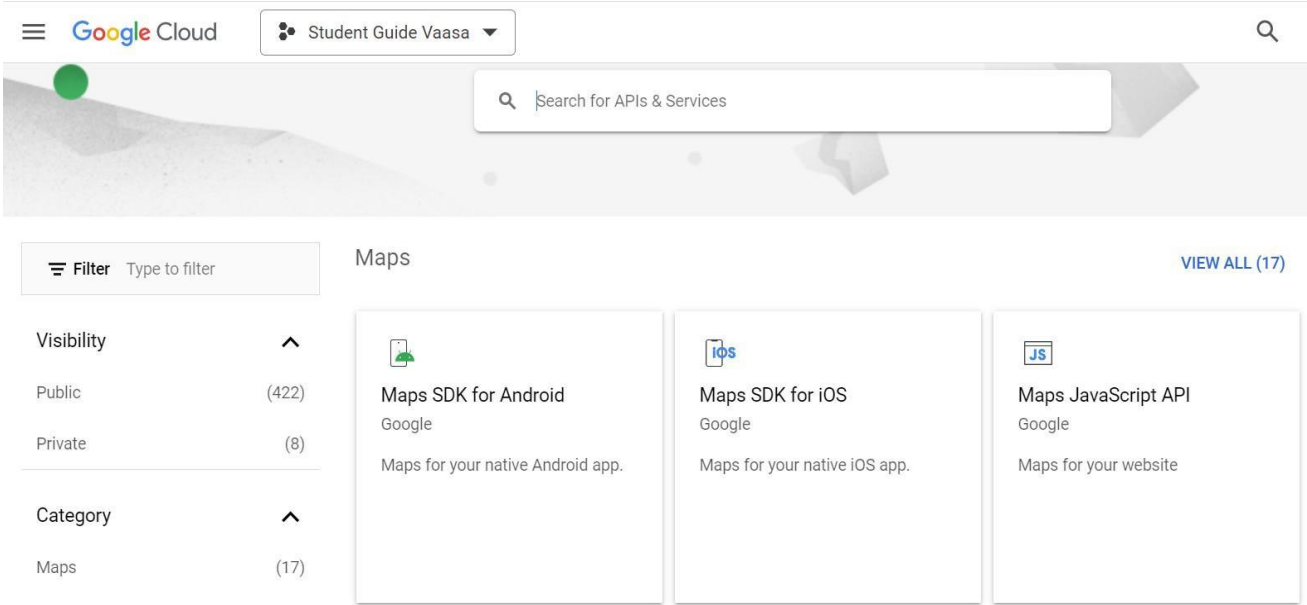 Google Cloud
Student Guide Vaasa
Search for APIs & Services
Filter Type to filter
Visibility
Public (422)
Private (8)
Category
Maps (17)
Maps
VIEW ALL (17)
Maps SDK for Android
Google
Maps for your native Android app.
iOS
Maps SDK for iOS
Google
Maps for your native iOS app.
JS
Maps JavaScript API
Google
Maps for your website